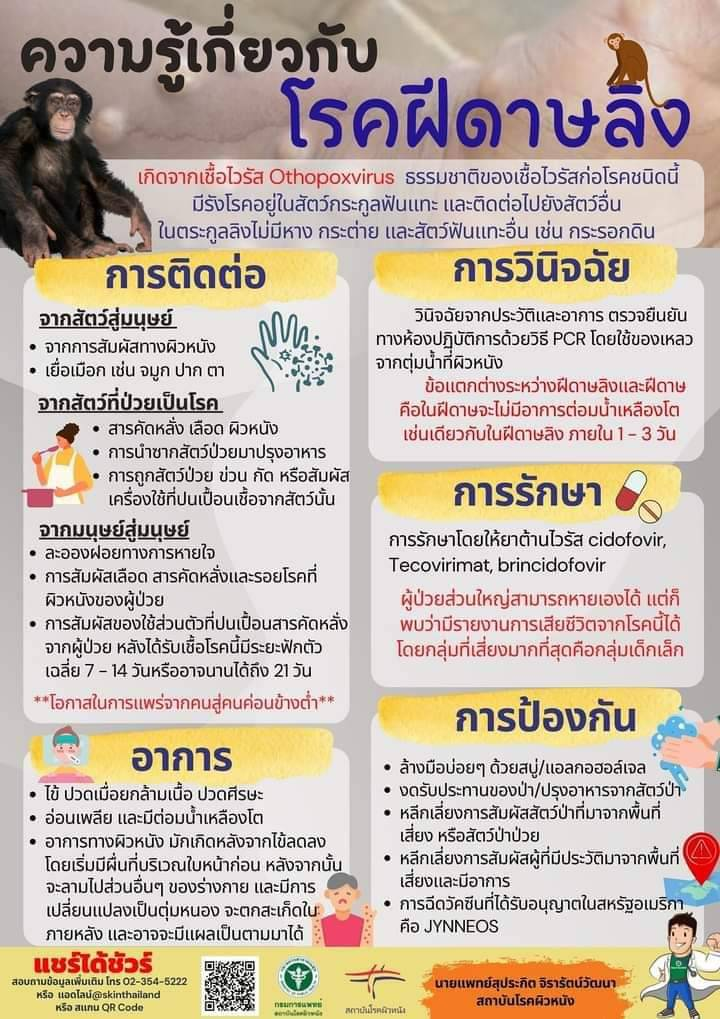 ความรู้เกี่ยวกับ
โรคฝีดาษลิง
เกิดจากเชื้อไวรัส Othopoxvirus ธรรมชาติของเชื้อไวรัสก่อโรคชนิดนี้
มีรังโรคอยู่ในสัตว์กระกูลฟันแทะ และติดต่อไปยังสัตว์อื่น
ในตระกูลลิงไม่มีหาง กระต่าย และสัตว์ฟันแทะอื่น เช่น กระรอกดิน
การติดต่อ
จากสัตว์สู่มนุษย์
• จากการสัมผัสทางผิวหนัง
• เยื่อเมือก เช่น จมูก ปาก ตา
จากสัตว์ที่ป่วยเป็นโรค
• สารคัดหลั่ง เลือด ผิวหนัง
• การนำซากสัตว์ป่วยมาปรุงอาหาร
• การถูกสัตว์ป่วย ข่วน กัด หรือสัมผัส
เครื่องใช้ที่ปนเปื้อนเชื้อจากสัตว์นั้น
จากมนุษย์สู่มนุษย์
• ละอองฝอยทางการหายใจ
• การสัมผัสเลือด สารคัดหลั่งและรอยโรคที่
ผิวหนังของผู้ป่วย
• การสัมผัสของใช้ส่วนตัวที่ปนเปื้อนสารคัดหลั่ง
จากผู้ป่วย หลังได้รับเชื้อโรคนี้มีระยะฟักตัว
เฉลี่ย 7 - 14 วันหรืออาจนานได้ถึง 21 วัน
**โอกาสในการแพร่จากคนสู่คนค่อนข้างต่ำ**
อาการ
• ไข้ ปวดเมื่อยกล้ามเนื้อ ปวดศีรษะ
• อ่อนเพลีย และมีต่อมน้ำเหลืองโต
• อาการทางผิวหนัง มักเกิดหลังจากไข้ลดลง
โดยเริ่มมีผื่นที่บริเวณใบหน้าก่อน หลังจากนั้น
จะลามไปส่วนอื่นๆ ของร่างกาย และมีการ
เปลี่ยนแปลงเป็นตุ่มหนอง จะตกสะเก็ดใน
ภายหลัง และอาจจะมีแผลเป็นตามมาได้
การวินิจฉัย
วินิจฉัยจากประวัติและอาการ ตรวจยืนยัน
ทางห้องปฏิบัติการด้วยวิธี PCR โดยใช้ของเหลว
จากตุ่มน้ำที่ผิวหนัง
ข้อแตกต่างระหว่างฝีดาษลิงและฝีดาษ
คือในฝีดาษจะไม่มีอาการต่อมน้ำเหลืองโต
เช่นเดียวกับในฝีดาษลิง ภายใน 1 - 3 วัน
การรักษา
การรักษาโดยให้ยาต้านไวรัส cidofovir,
Tecovirimat, brincidofovir
ผู้ป่วยส่วนใหญ่สามารถหายเองได้ แต่ก็
พบว่ามีรายงานการเสียชีวิตจากโรคนี้ได้
โดยกลุ่มที่เสี่ยงมากที่สุดคือกลุ่มเด็กเล็ก
การป้องกัน
• ล้างมือบ่อยๆ ด้วยสบู่/แอลกอฮอล์เจล
• งดรับประทานของป่า/ปรุงอาหารจากสัตว์ป่า
• หลีกเลี่ยงการสัมผัสสัตว์ป่าที่มาจากพื้นที่
เสี่ยง หรือสัตว์ป่าป่วย
• หลีกเลี่ยงการสัมผัสผู้ที่มีประวัติมาจากพื้นที่
เสี่ยงและมีอาการ
• การฉีดวัคซีนที่ได้รับอนุญาตในสหรัฐอเมริกา
คือ JYNNEOS
แชร์ได้ชัวร์
สอบถามข้อมูลเพิ่มเติม โทร 02-354-5222
หรือ แอดไลน์@skinthailand
หรือ สแกน QR Code
กรมการแพทย์
สถาบันโรคผิวหนัง
สถาบันโรคผิวหนัง
นายแพทย์สุประกิต จิรารัตน์วัฒนา
สถาบันโรคผิวหนัง